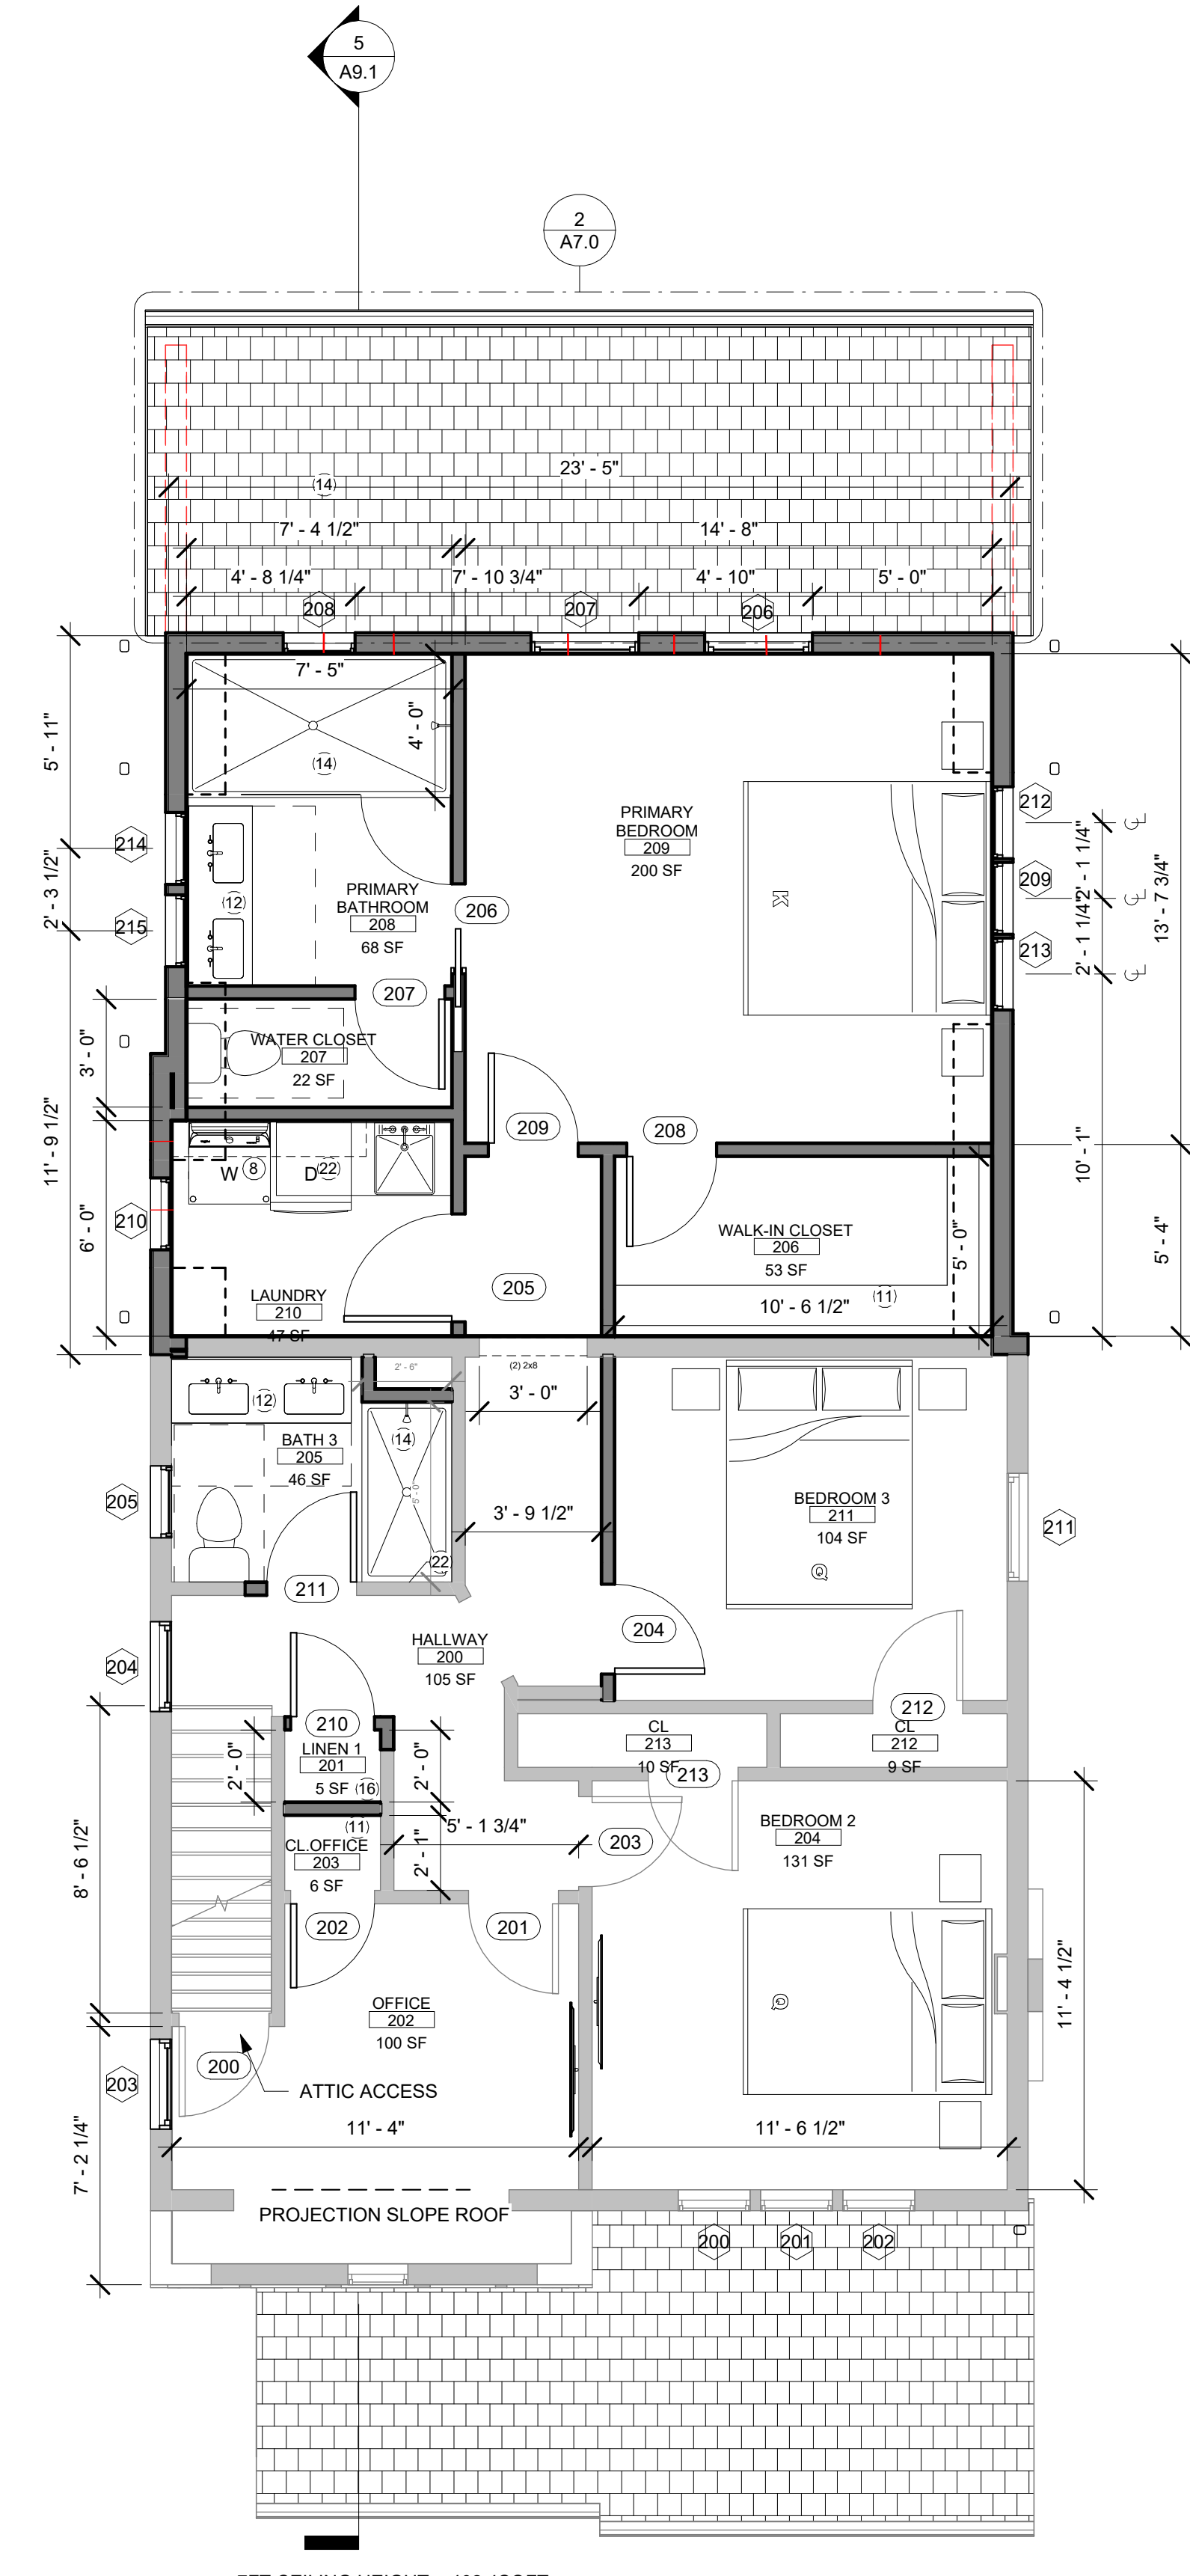 5
A9.1
2
A7.0
23' - 5"
14
7' - 4 1/2"
14' - 8"
4' - 8 1/4"
7' - 10 3/4"
4' - 10"
5' - 0"
208
207
206
7' - 5"
4' - 0"
14
5' - 11"
2' - 3 1/2"
11' - 9 1/2"
3' - 0"
6' - 0"
214
215
210
12
PRIMARY
BATHROOM
208
68 SF
206
207
WATER CLOSET
207
22 SF
PRIMARY
BEDROOM
209
200 SF
K
212
209
213
2' - 1 1/4"
2' - 1 1/4"
13' - 7 3/4"
10' - 1"
5' - 4"
209
208
W
8
D
22
205
LAUNDRY
210
47 SF
WALK-IN CLOSET
206
53 SF
5' - 0"
11
10' - 6 1/2"
2' - 6"
(2) 2x8
3' - 0"
12
14
BATH 3
205
46 SF
5' - 0"
22
205
211
3' - 9 1/2"
BEDROOM 3
211
104 SF
Q
211
204
204
HALLWAY
200
105 SF
210
LINEN 1
201
5 SF
16
2' - 0"
2' - 0"
CL
213
10 SF
213
212
CL
212
9 SF
11
CL.OFFICE
203
6 SF
2' - 1"
5' - 1 3/4"
203
BEDROOM 2
204
131 SF
Q
8' - 6 1/2"
202
201
OFFICE
202
100 SF
200
ATTIC ACCESS
203
7' - 2 1/4"
11' - 4"
11' - 6 1/2"
11' - 4 1/2"
PROJECTION SLOPE ROOF
200
201
202